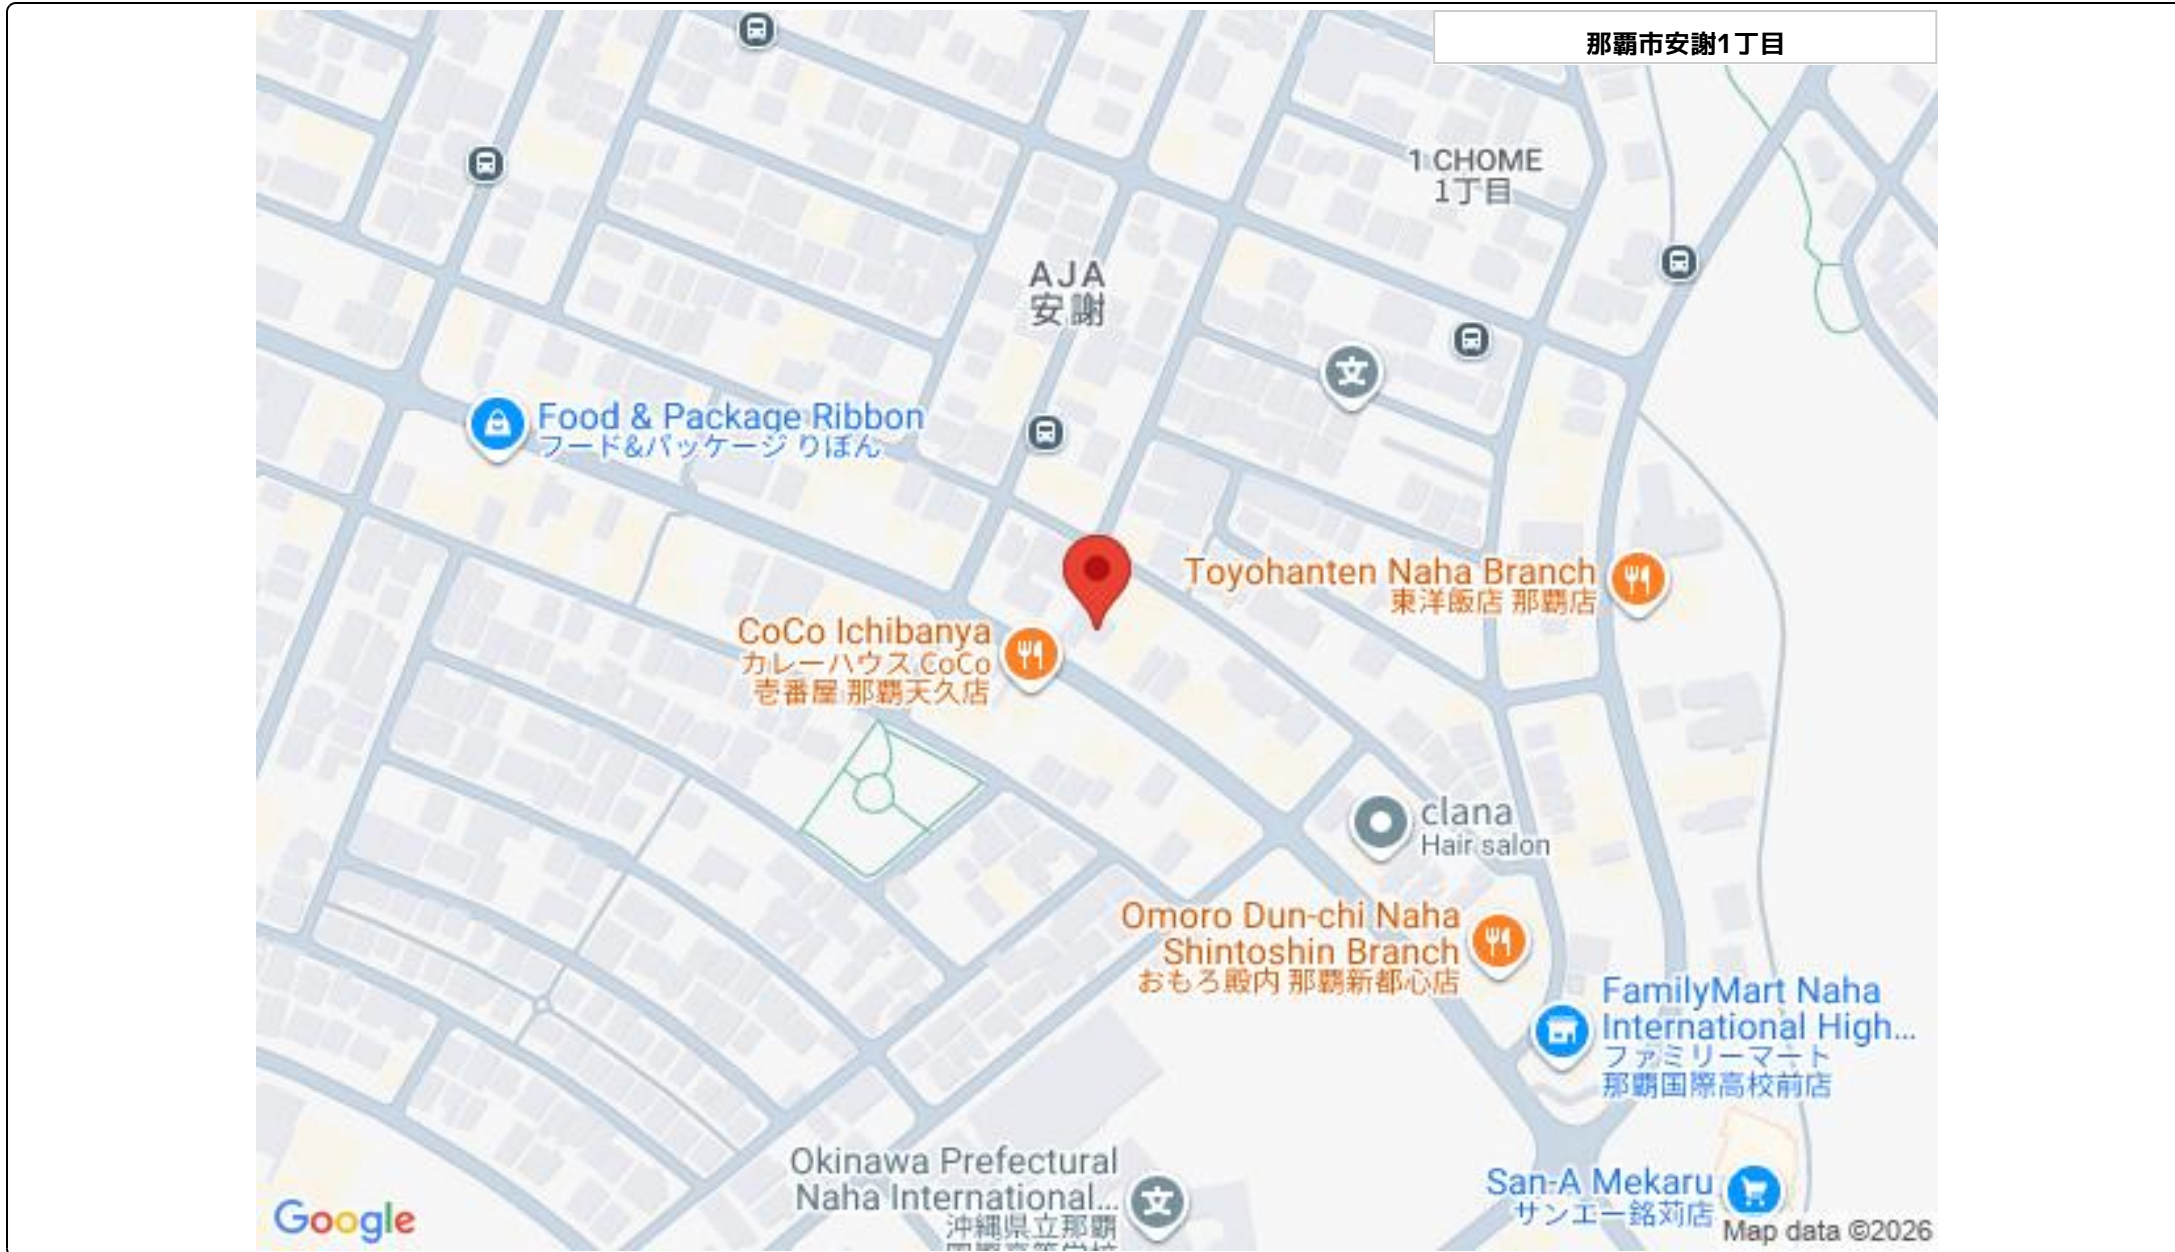 那覇市安謝1丁目
1 CHOME
1丁目
AJA
安謝
Food & Package Ribbon
フード&パッケージ りぼん
Toyohanten Naha Branch
東洋飯店 那覇店
CoCo Ichibanya
カレーハウス CoCo
壱番屋 那覇天久店
clana
Hair salon
Omoro Dun-chi Naha
Shintoshin Branch
おもろ殿内 那覇新都心店
FamilyMart Naha
International High...
ファミリーマート
那覇国際高校前店
Okinawa Prefectural
Naha International...
沖縄県立那覇
San-A Mekaru
サンエー銘苅店
Google
Map data ©2026
文
文